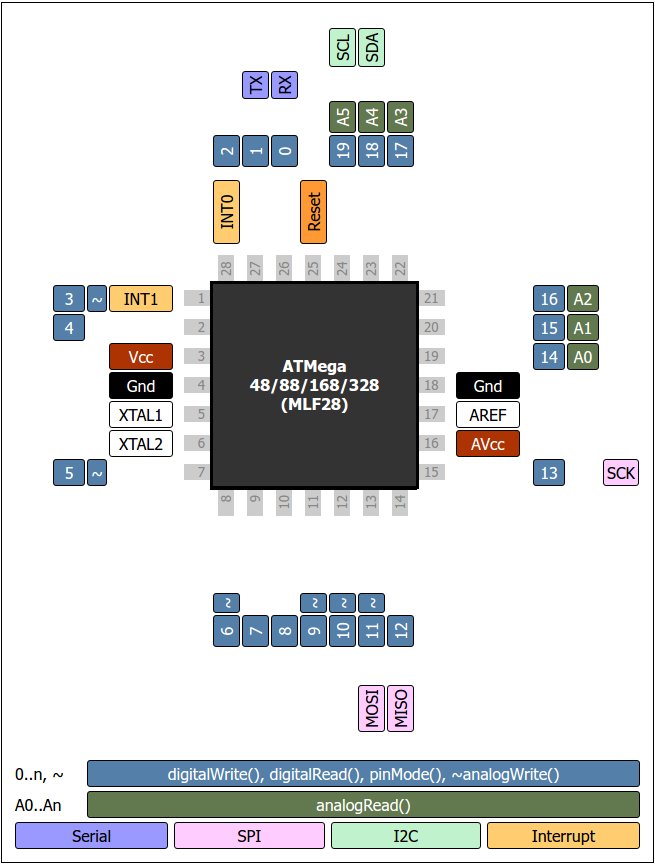 SCL SDA
TX RX
A5 A4 A3
2 1 0 19 18 17
INT0 Reset
28 27 26 25 24 23 22
3 ~ INT1 1 21 16 A2
4 2 20 15 A1
Vcc 3 19 14 A0
ATMega
48/88/168/328
(MLF28)
Gnd 4 18 Gnd
XTAL1 5 17 AREF
XTAL2 6 16 AVcc
5 ~ 7 15 13 SCK
8 9 10 11 12 13 14
~ ~ ~ ~
6 7 8 9 10 11 12
MOSI MISO
0..n, ~ digitalWrite(), digitalRead(), pinMode(), ~analogWrite()
A0..An analogRead()
Serial SPI I2C Interrupt